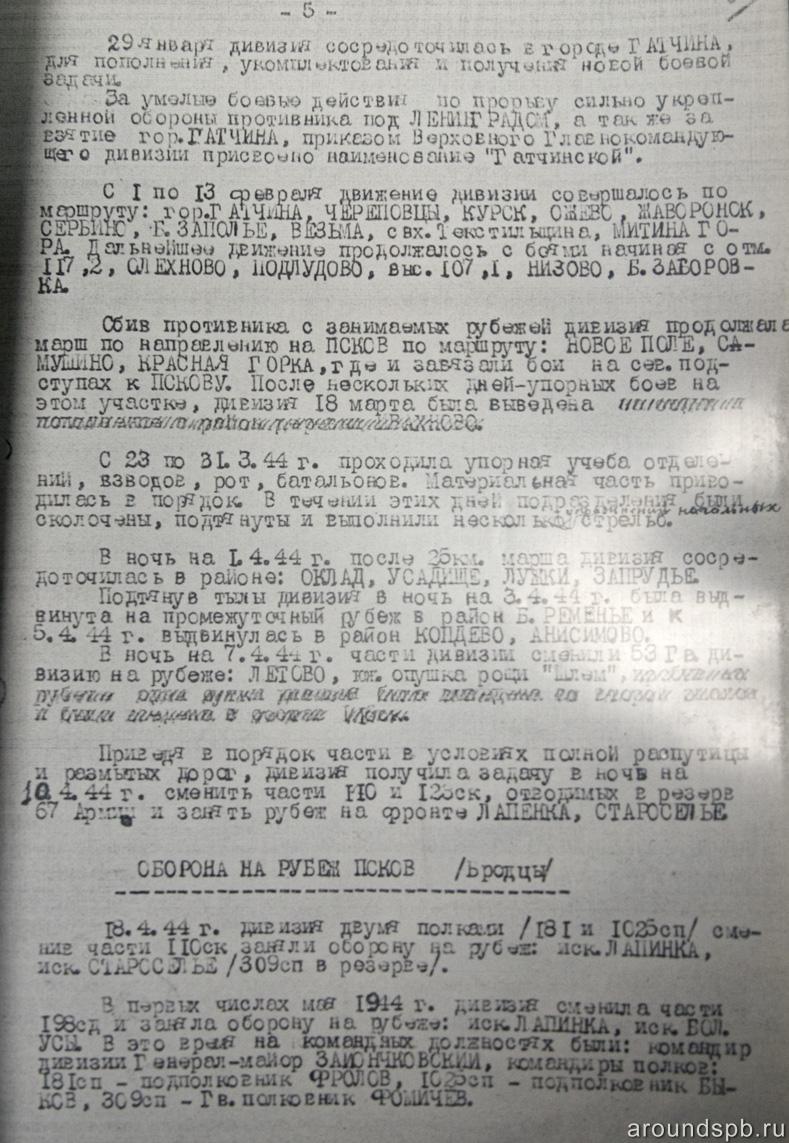 - 5 -
29 января дивизия сосредоточилась в городе ГАТЧИНА,
для пополнения, укомплектования и получения новой боевой
задачи.
За умелые боевые действия по прорыву сильно укреп-
ленной обороны противника под ЛЕНИНГРАДОМ, а так же за
взятие гор.ГАТЧИНА, приказом Верховного Главнокомандую-
щего дивизии присвоено наименование "Гатчинской".
С 1 по 13 февраля движение дивизии совершалось по
маршруту: гор.ГАТЧИНА, ЧЕРЕПОВЦЫ, КУРСК, ОЖЕВО, ЖАВОРОНОК,
СЕРБИНО, Б. ЗАПОЛЬЕ, ВЕЗЬМА, свх.Текстильщина, МИТИНА ГО-
РА. Дальнейшее движение продолжалось с боями начиная с отм.
117,2, ОЛЕХНОВО, ПОДЛУДОВО, выс. 107,1, НИЗОВО, Б.ЗАБОРОВ-
КА.
Сбив противника с занимаемых рубежей дивизия продолжала
марш по направлению на ПСКОВ по маршруту: НОВОЕ ПОЛЕ, СА-
МУШИНО, КРАСНАЯ ГОРКА,где и завязали бои на сев. под-
ступах к ПСКОВУ. После нескольких дней-упорных боев на
этом участке, дивизия 18 марта была выведена
С 23 по 31.3.44 г. проходила упорная учеба отделе-
ний, взводов, рот, батальонов. Материальная часть приво-
дилась в порядок. В течении этих дней подразделения были
сколочены, подтянуты и выполнили несколько начальных
стрельб.
В ночь на 1.4.44 г. после 25км. марша дивизия сосре-
доточилась в районе: ОКЛАД, УСАДИЩЕ, ЛУНКИ, ЗАПРУДЬЕ.
Подтянув тылы дивизия в ночь на 3.4.44 г. была выд-
винута на промежуточный рубеж в район Б. РЕМЕНЬЕ и к
5.4.44 г. выдвинулась в район КОПДЕВО, АНИСИМОВО.
В ночь на 7.4.44 г. части дивизии сменили 53 Гв ди-
визию на рубеже: ЛЕТОВО, юж. опушка рощи "Шлем",
Приведя в порядок части в условиях полной распутицы
и размытых дорог, дивизия получила задачу в ночь на
10.4.44 г. сменить части 110 и 123ск, отводимых в резерв
67 Армии и занять рубеж на фронте ЛАПЕНКА, СТАРОСЕЛЬЕ
ОБОРОНА НА РУБЕЖ ПСКОВ /Бродцы/
18.4.44 г. дивизия двумя полками /181 и 1025сп/ сме-
нив части 110ск заняли оборону на рубеж: иск.ЛАПИНКА,
иск. СТАРОСЕЛЬЕ /309сп в резерве/.
В первых числах мая 1944 г. дивизия сменила части
198сд и заняла оборону на рубеже: иск.ЛАПИНКА, иск. БОЛ.
УСЫ. В это время на командных должностях были: командир
дивизии Генерал-майор ЗАИОНЧКОВСКИЙ, командиры полков:
181сп - подполковник ФРОЛОВ, 1025сп - подполковник БЫ-
КОВ, 309сп - Гв.полковник ФОМИЧЕВ.
aroundspb.ru